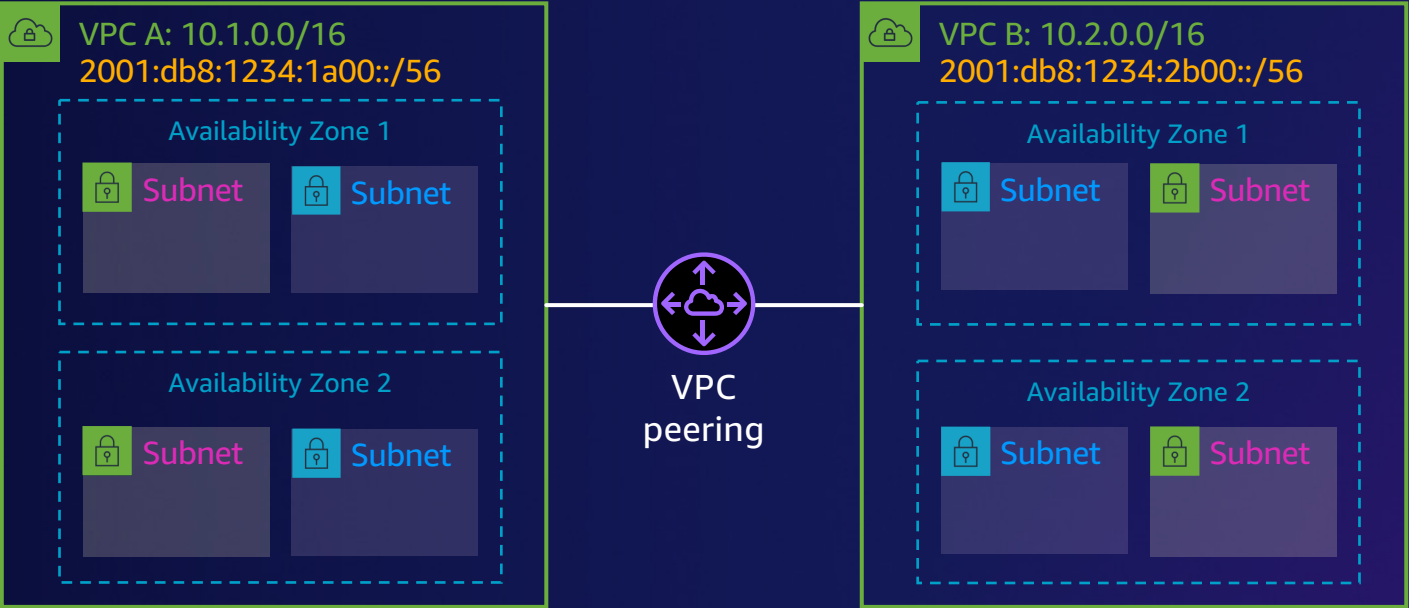 VPC A: 10.1.0.0/16
2001:db8:1234:1a00::/56
Availability Zone 1
Subnet
Subnet
Availability Zone 2
Subnet
Subnet
VPC
peering
VPC B: 10.2.0.0/16
2001:db8:1234:2b00::/56
Availability Zone 1
Subnet
Subnet
Availability Zone 2
Subnet
Subnet